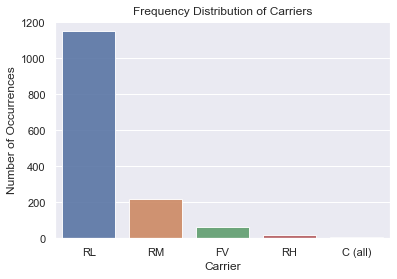 Frequency Distribution of Carriers
Number of Occurrences
1200
1000
800
600
400
200
0
RL RM FV RH C (all)
Carrier